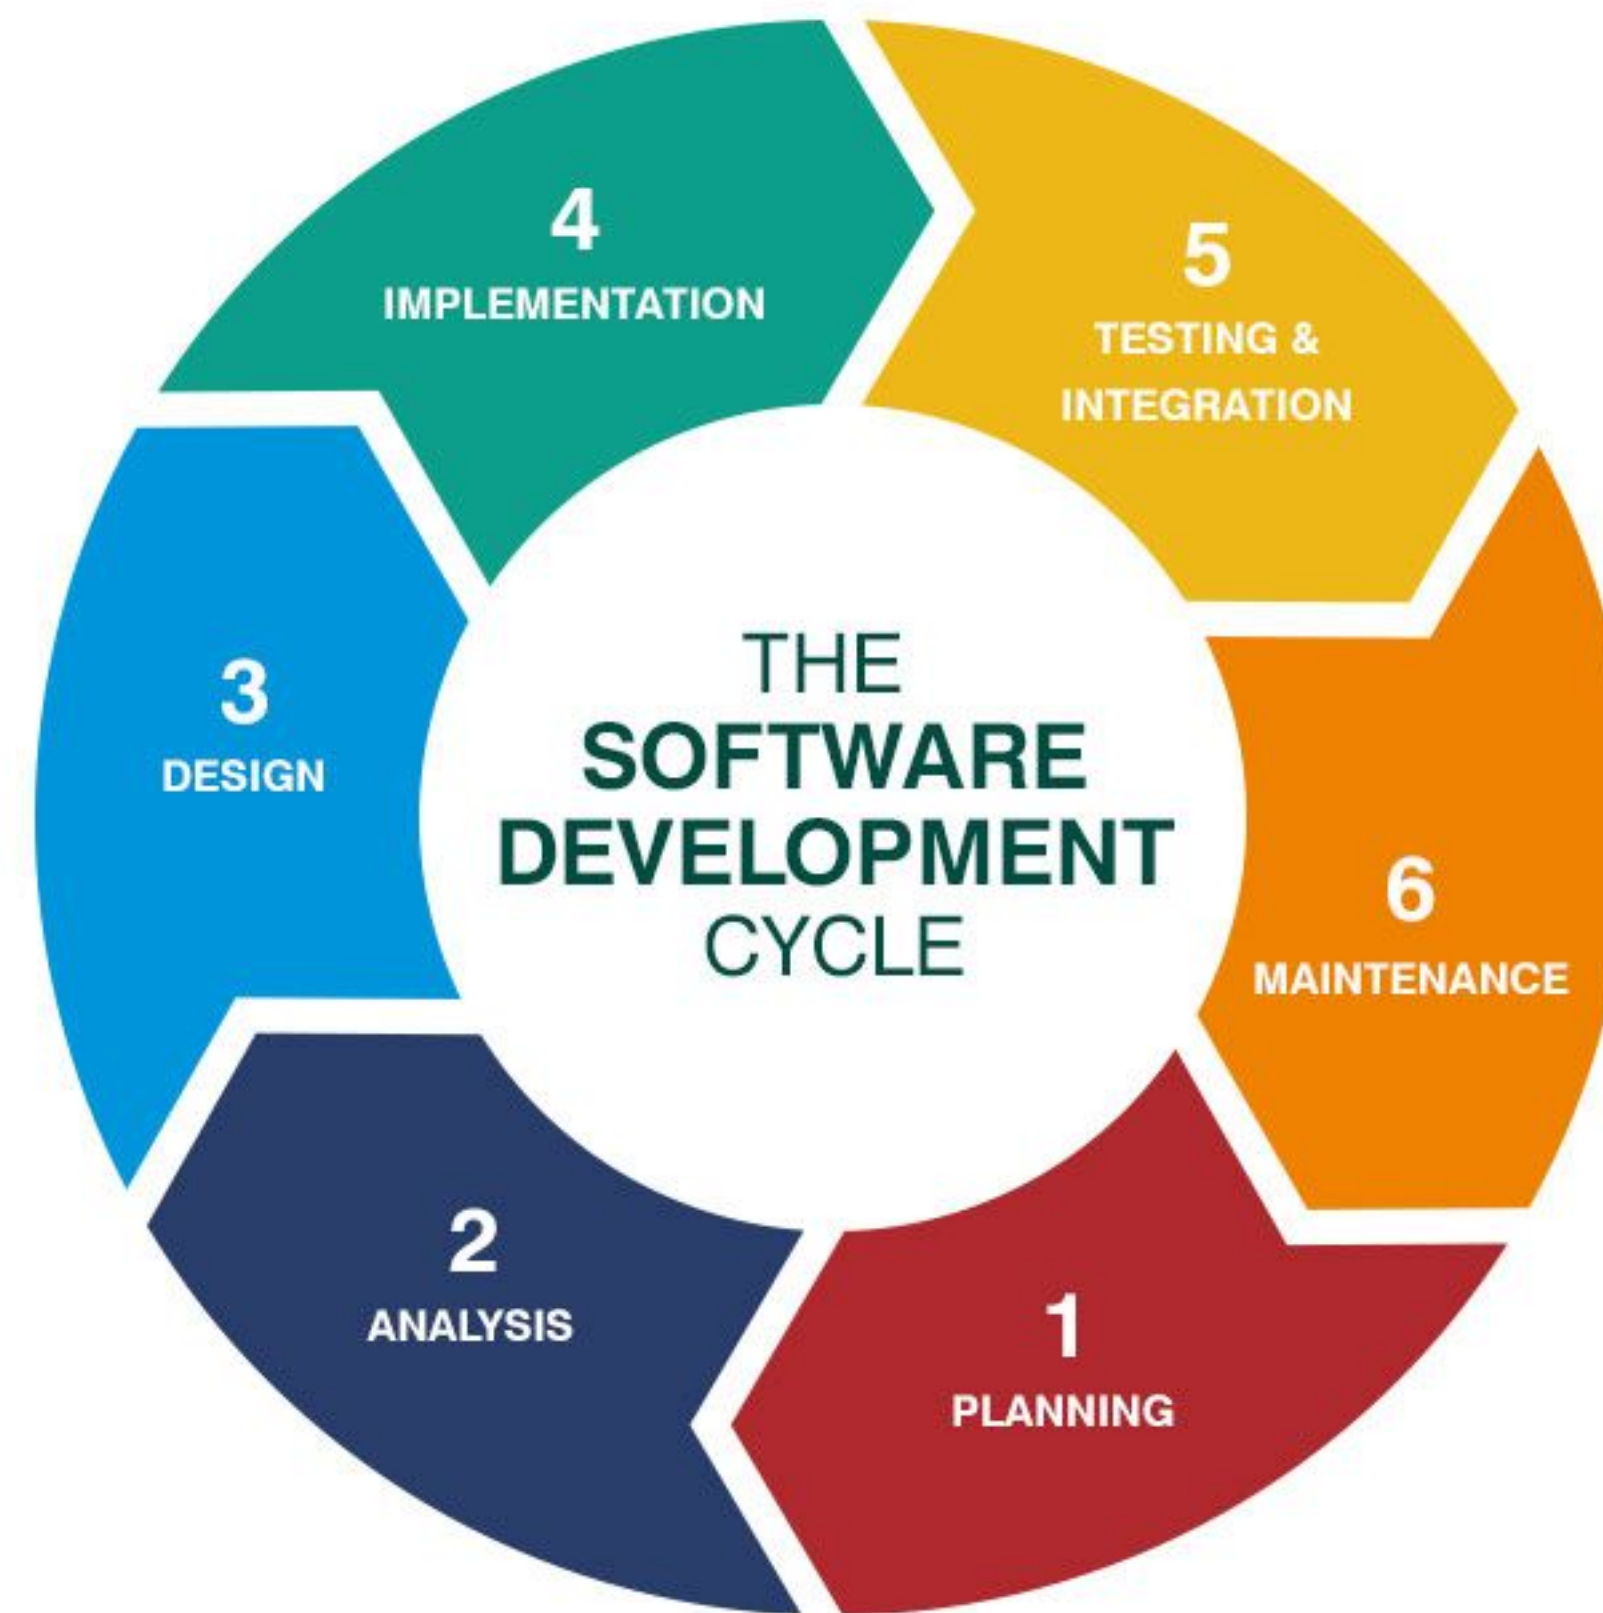 THE
SOFTWARE
DEVELOPMENT
CYCLE
1
PLANNING
2
ANALYSIS
3
DESIGN
4
IMPLEMENTATION
5
TESTING &
INTEGRATION
6
MAINTENANCE